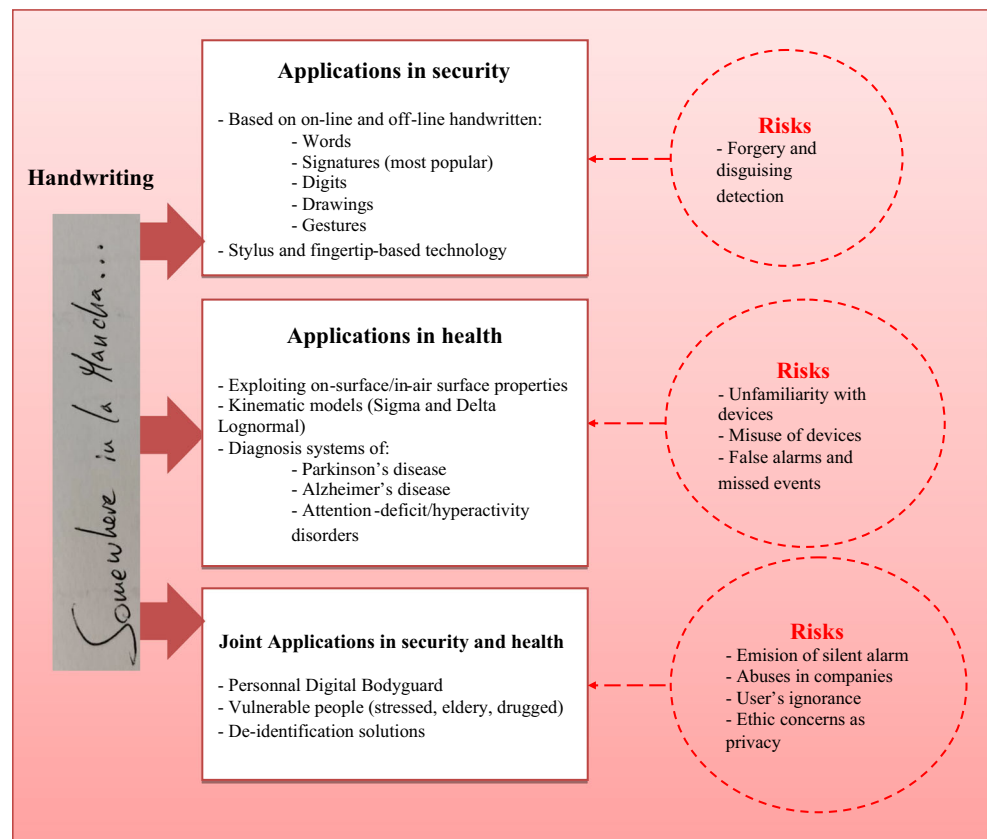 Handwriting
Somewhere in la Mancha...
Applications in security
- Based on on-line and off-line handwritten:
- Words
- Signatures (most popular)
- Digits
- Drawings
- Gestures
- Stylus and fingertip-based technology
Risks
- Forgery and
disguising
detection
Applications in health
- Exploiting on-surface/in-air surface properties
- Kinematic models (Sigma and Delta
Lognormal)
- Diagnosis systems of:
- Parkinson's disease
- Alzheimer's disease
- Attention-deficit/hyperactivity
disorders
Risks
- Unfamiliarity with
devices
- Misuse of devices
- False alarms and
missed events
Joint Applications in security and health
- Personnal Digital Bodyguard
- Vulnerable people (stressed, eldery, drugged)
- De-identification solutions
Risks
- Emision of silent alarm
- Abuses in companies
- User's ignorance
- Ethic concerns as
privacy